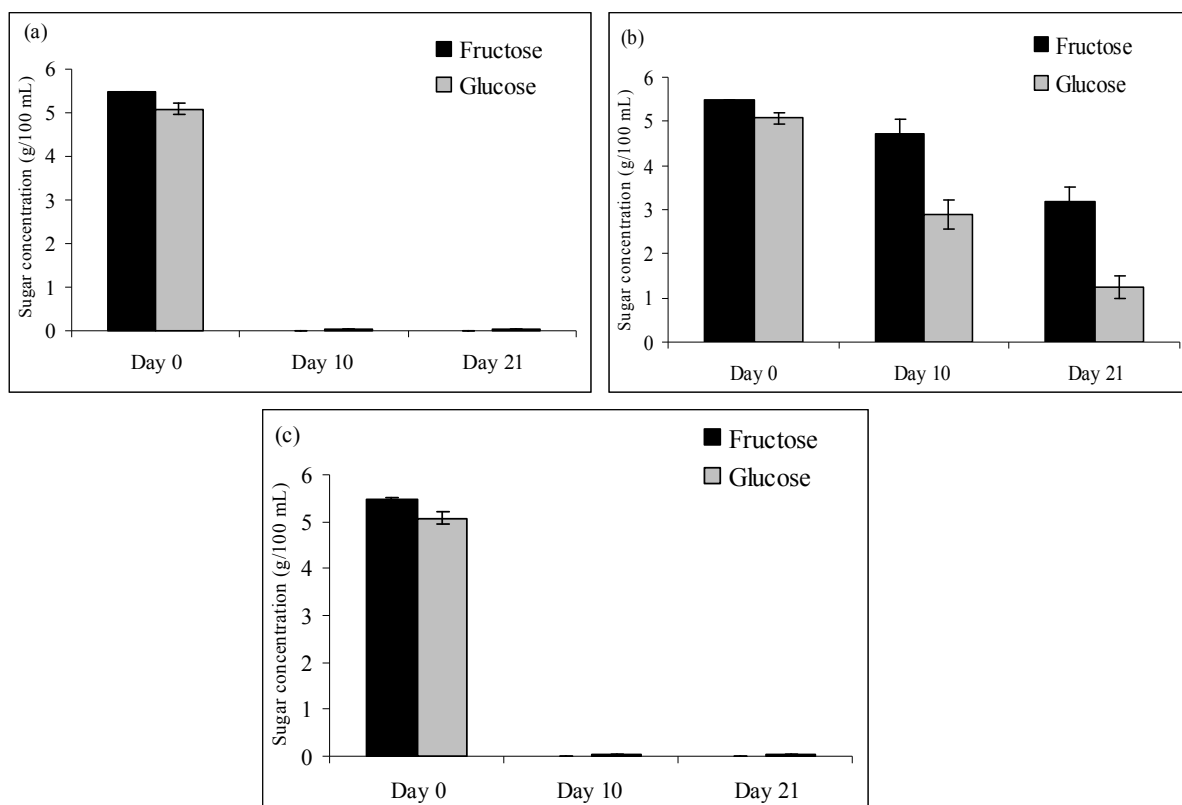 (a)
Fructose
Glucose
Sugar concentration (g/100 mL)
6
5
4
3
2
1
0
Day 0 Day 10 Day 21
(b)
Fructose
Glucose
Sugar concentration (g/100 mL)
6
5
4
3
2
1
0
Day 0 Day 10 Day 21
(c)
Fructose
Glucose
Sugar concentration (g/100 mL)
6
5
4
3
2
1
0
Day 0 Day 10 Day 21